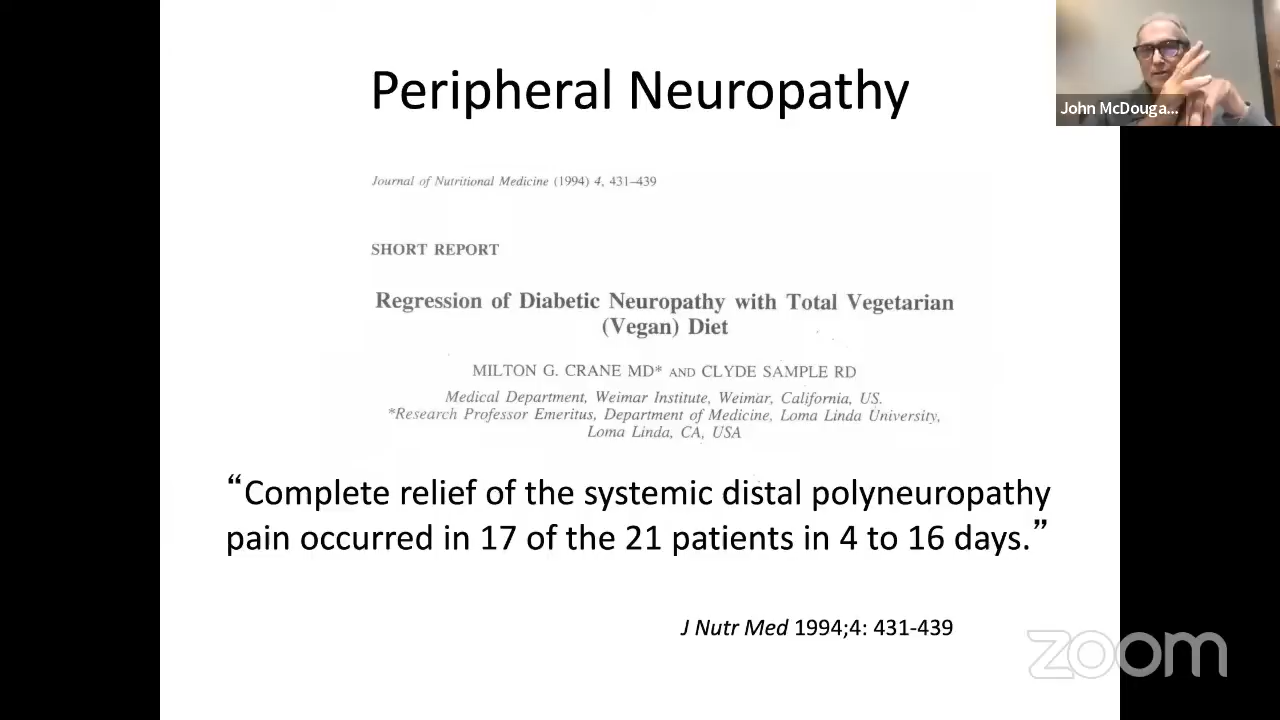 Peripheral Neuropathy
John McDouga...
Journal of Nutritional Medicine (1994) 4, 431–439
SHORT REPORT
Regression of Diabetic Neuropathy with Total Vegetarian
(Vegan) Diet
MILTON G. CRANE MD* AND CLYDE SAMPLE RD
Medical Department, Weimar Institute, Weimar, California, US.
*Research Professor Emeritus, Department of Medicine, Loma Linda University,
Loma Linda, CA, USA
“Complete relief of the systemic distal polyneuropathy
pain occurred in 17 of the 21 patients in 4 to 16 days.”
J Nutr Med 1994;4: 431-439
zoom